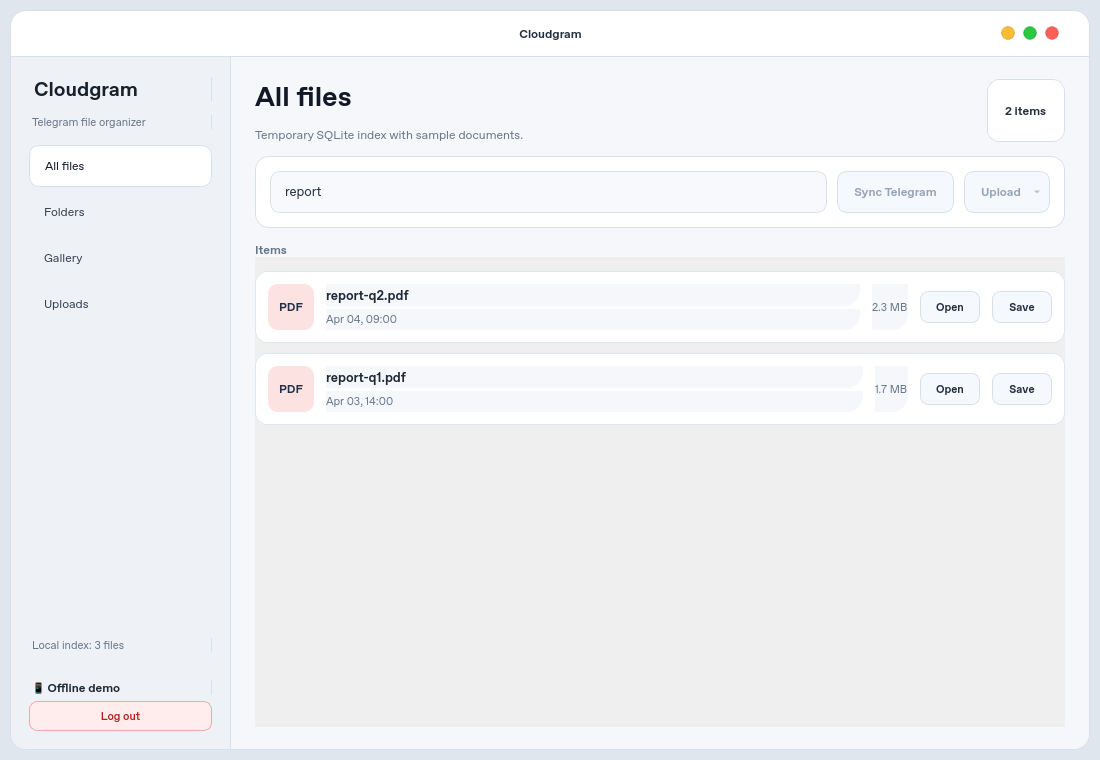 Cloudgram
Cloudgram
Telegram file organizer
All files
Folders
Gallery
Uploads
Local index: 3 files
📱 Offline demo
Log out
All files
Temporary SQLite index with sample documents.
2 items
report
Sync Telegram
Upload
Items
PDF
report-q2.pdf
Apr 04, 09:00
2.3 MB
Open
Save
PDF
report-q1.pdf
Apr 03, 14:00
1.7 MB
Open
Save